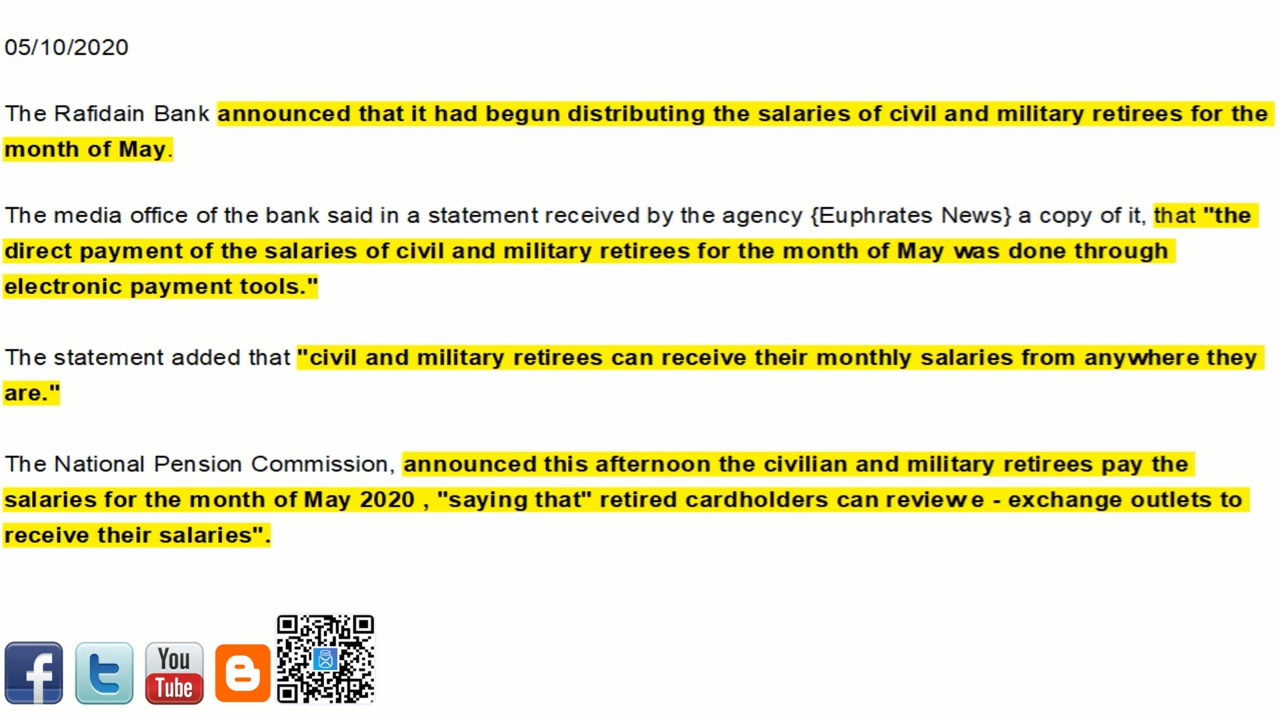 05/10/2020
The Rafidain Bank announced that it had begun distributing the salaries of civil and military retirees for the
month of May.
The media office of the bank said in a statement received by the agency {Euphrates News} a copy of it, that "the
direct payment of the salaries of civil and military retirees for the month of May was done through
electronic payment tools."
The statement added that "civil and military retirees can receive their monthly salaries from anywhere they
are."
The National Pension Commission, announced this afternoon the civilian and military retirees pay the
salaries for the month of May 2020 , "saying that" retired cardholders can review e - exchange outlets to
receive their salaries".
You
Tube